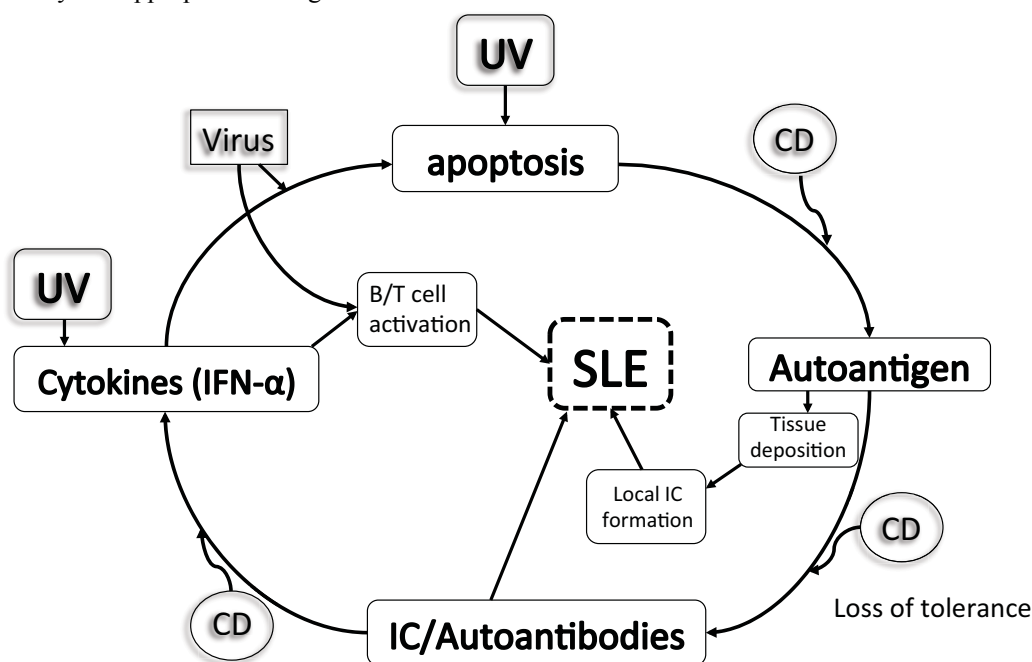 UV
Virus
CD
apoptosis
UV
B/T cell
activation
SLE
Cytokines (IFN-α)
Autoantigen
Tissue
deposition
Local IC
formation
CD
CD
Loss of tolerance
IC/Autoantibodies